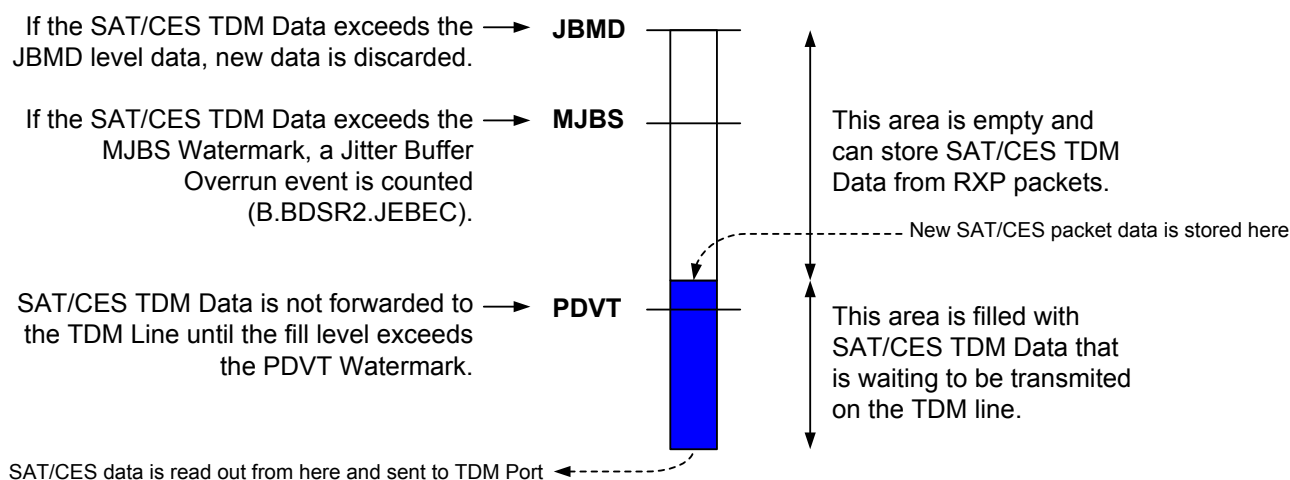 If the SAT/CES TDM Data exceeds the
JBMD level data, new data is discarded.
JBMD
If the SAT/CES TDM Data exceeds the
MJBS Watermark, a Jitter Buffer
Overrun event is counted
(B.BDSR2.JEBEC).
MJBS
This area is empty and
can store SAT/CES TDM
Data from RXP packets.
New SAT/CES packet data is stored here
SAT/CES TDM Data is not forwarded to
the TDM Line until the fill level exceeds
the PDVT Watermark.
PDVT
This area is filled with
SAT/CES TDM Data that
is waiting to be transmited
on the TDM line.
SAT/CES data is read out from here and sent to TDM Port